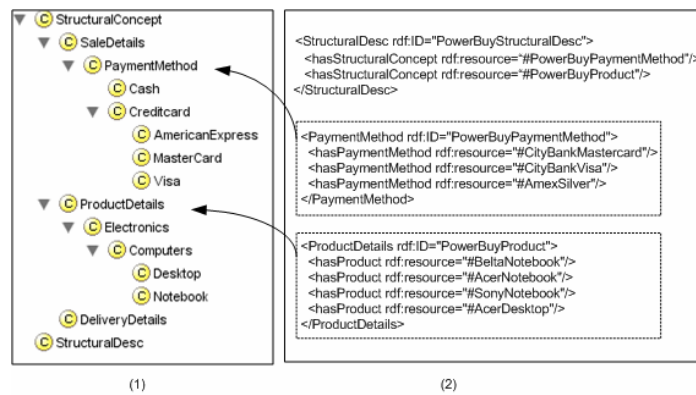 StructuralConcept
SaleDetails
PaymentMethod
Cash
Creditcard
AmericanExpress
MasterCard
Visa
ProductDetails
Electronics
Computers
Desktop
Notebook
DeliveryDetails
StructuralDesc
(1)
<StructuralDesc rdf:ID="PowerBuyStructuralDesc">
<hasStructuralConcept rdf:resource="#PowerBuyPaymentMethod"/>
<hasStructuralConcept rdf:resource="#PowerBuyProduct"/>
</StructuralDesc>
<PaymentMethod rdf:ID="PowerBuyPaymentMethod">
<hasPaymentMethod rdf:resource="#CityBankMastercard"/>
<hasPaymentMethod rdf:resource="#CityBankVisa"/>
<hasPaymentMethod rdf:resource="#AmexSilver"/>
</PaymentMethod>
<ProductDetails rdf:ID="PowerBuyProduct">
<hasProduct rdf:resource="#BeltaNotebook"/>
<hasProduct rdf:resource="#AcerNotebook"/>
<hasProduct rdf:resource="#SonyNotebook"/>
<hasProduct rdf:resource="#AcerDesktop"/>
</ProductDetails>
(2)